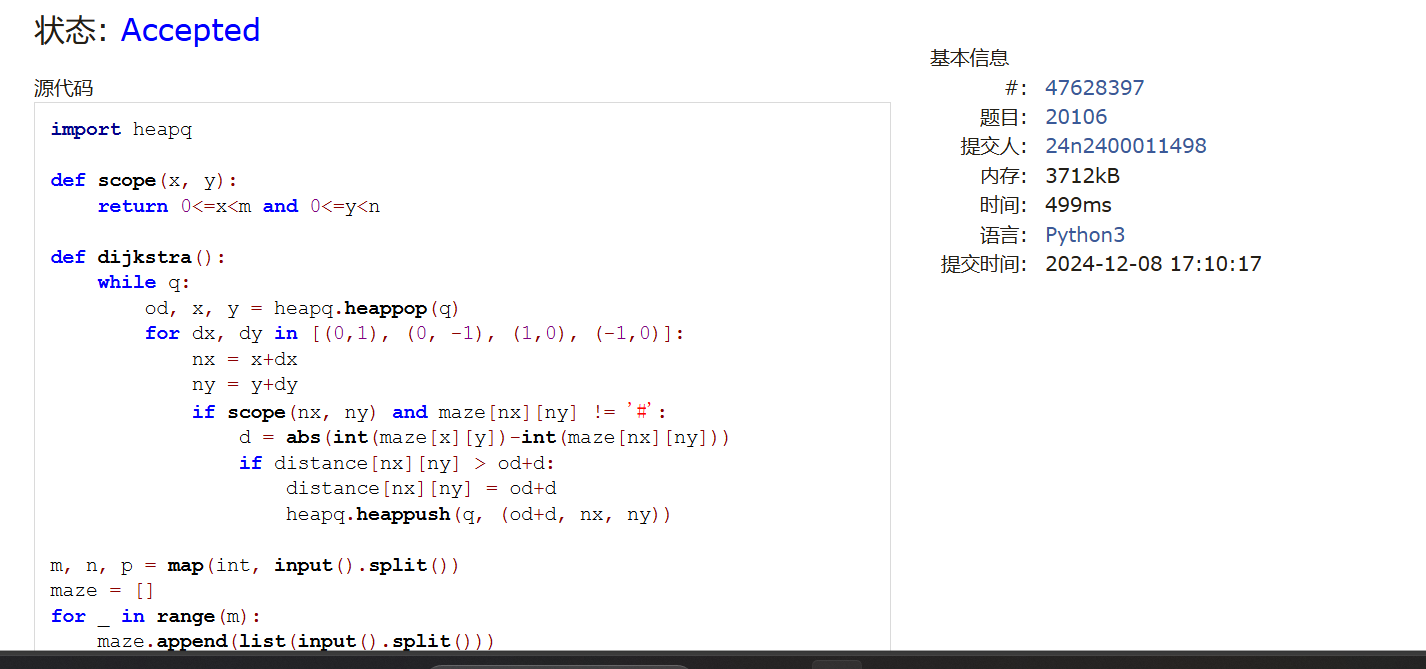 状态: Accepted
源代码
import heapq

def scope(x, y):
    return 0<=x<m and 0<=y<n

def dijkstra():
    while q:
        od, x, y = heapq.heappop(q)
        for dx, dy in [(0,1), (0, -1), (1,0), (-1,0)]:
            nx = x+dx
            ny = y+dy
            if scope(nx, ny) and maze[nx][ny] != '#':
                d = abs(int(maze[x][y])-int(maze[nx][ny]))
                if distance[nx][ny] > od+d:
                    distance[nx][ny] = od+d
                    heapq.heappush(q, (od+d, nx, ny))

m, n, p = map(int, input().split())
maze = []
for _ in range(m):
    maze.append(list(input().split()))
基本信息
#: 47628397
题目: 20106
提交人: 24n2400011498
内存: 3712kB
时间: 499ms
语言: Python3
提交时间: 2024-12-08 17:10:17